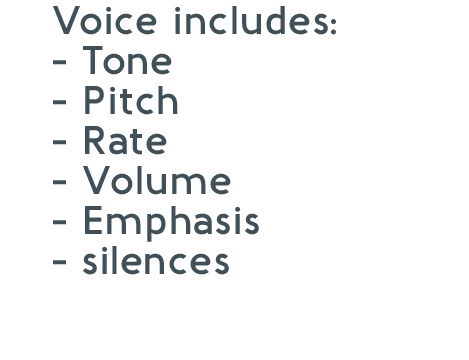 Voice includes:
- Tone
- Pitch
- Rate
- Volume
- Emphasis
- silences